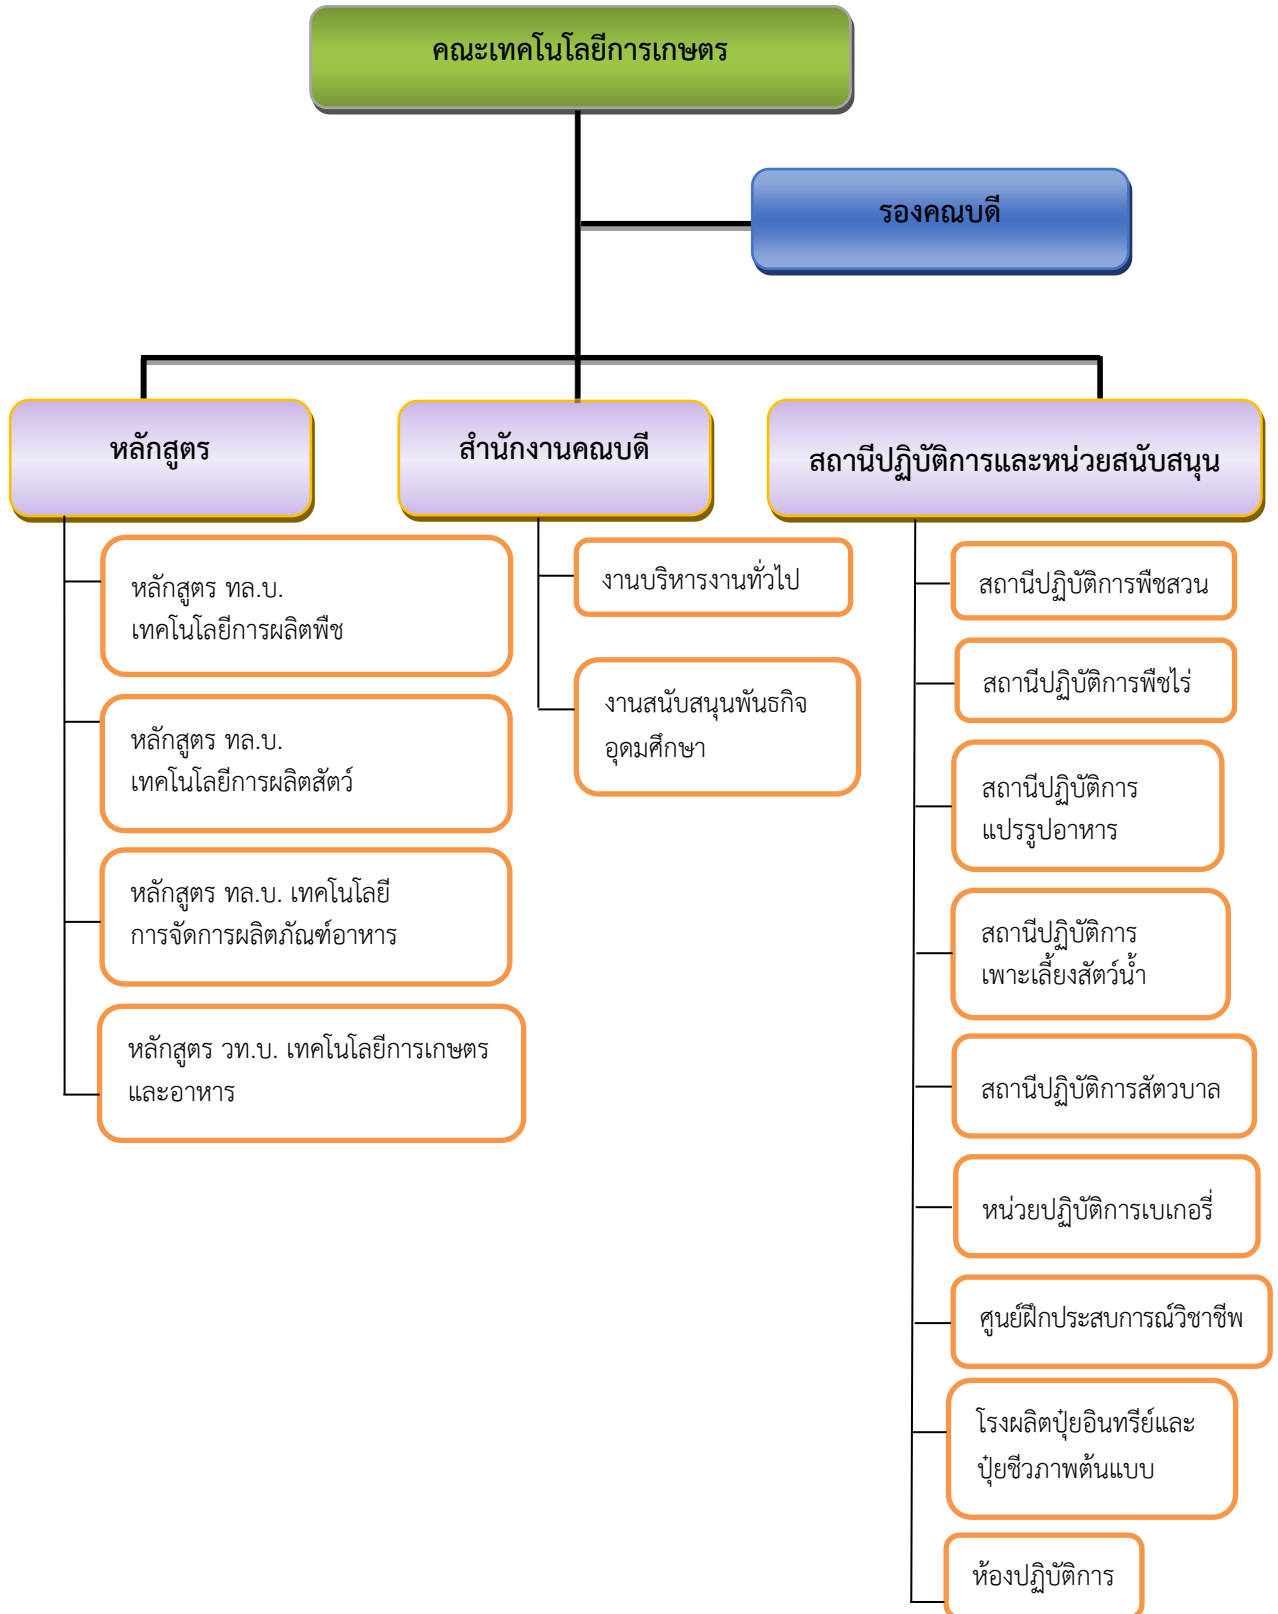 คณะเทคโนโลยีการเกษตร
รองคณบดี
หลักสูตร
สำนักงานคณบดี
สถานีปฏิบัติการและหน่วยสนับสนุน
หลักสูตร ทล.บ.
เทคโนโลยีการผลิตพืช
หลักสูตร ทล.บ.
เทคโนโลยีการผลิตสัตว์
หลักสูตร ทล.บ. เทคโนโลยี
การจัดการผลิตภัณฑ์อาหาร
หลักสูตร วท.บ. เทคโนโลยีการเกษตร
และอาหาร
งานบริหารงานทั่วไป
งานสนับสนุนพันธกิจ
อุดมศึกษา
สถานีปฏิบัติการพืชสวน
สถานีปฏิบัติการพืชไร่
สถานีปฏิบัติการ
แปรรูปอาหาร
สถานีปฏิบัติการ
เพาะเลี้ยงสัตว์น้ำ
สถานีปฏิบัติการสัตวบาล
หน่วยปฏิบัติการเบเกอรี่
ศูนย์ฝึกประสบการณ์วิชาชีพ
โรงผลิตปุ๋ยอินทรีย์และ
ปุ๋ยชีวภาพต้นแบบ
ห้องปฏิบัติการ